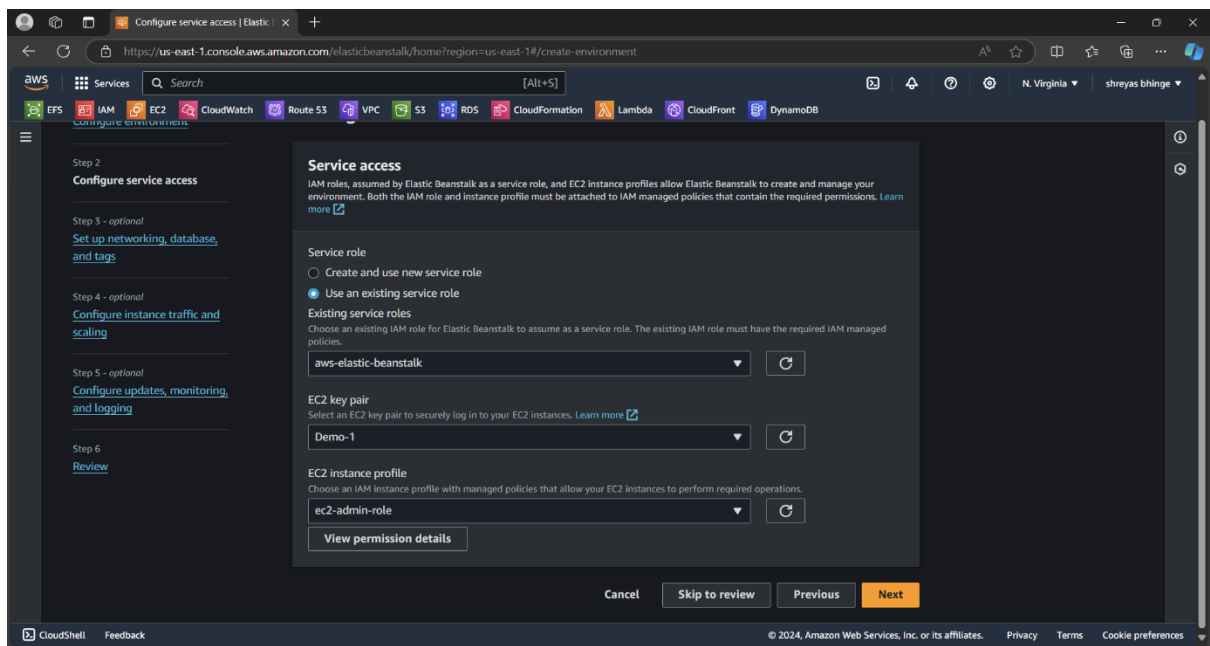 Configure service access | Elastic
https://us-east-1.console.aws.amazon.com/elasticbeanstalk/home?region=us-east-1#/create-environment
aws
Services
Search
[Alt+S]
N. Virginia
shreyas bhinge
EFS
IAM
EC2
CloudWatch
Route 53
VPC
S3
RDS
CloudFormation
Lambda
CloudFront
DynamoDB
Configure environment
Step 2
Configure service access
Step 3 - optional
Set up networking, database,
and tags
Step 4 - optional
Configure instance traffic and
scaling
Step 5 - optional
Configure updates, monitoring,
and logging
Step 6
Review
Service access
IAM roles, assumed by Elastic Beanstalk as a service role, and EC2 instance profiles allow Elastic Beanstalk to create and manage your
environment. Both the IAM role and instance profile must be attached to IAM managed policies that contain the required permissions. Learn
more
Service role
Create and use new service role
Use an existing service role
Existing service roles
Choose an existing IAM role for Elastic Beanstalk to assume as a service role. The existing IAM role must have the required IAM managed
policies.
aws-elastic-beanstalk
EC2 key pair
Select an EC2 key pair to securely log in to your EC2 instances. Learn more
Demo-1
EC2 instance profile
Choose an IAM instance profile with managed policies that allow your EC2 instances to perform required operations.
ec2-admin-role
View permission details
Cancel
Skip to review
Previous
Next
CloudShell
Feedback
© 2024, Amazon Web Services, Inc. or its affiliates.
Privacy
Terms
Cookie preferences